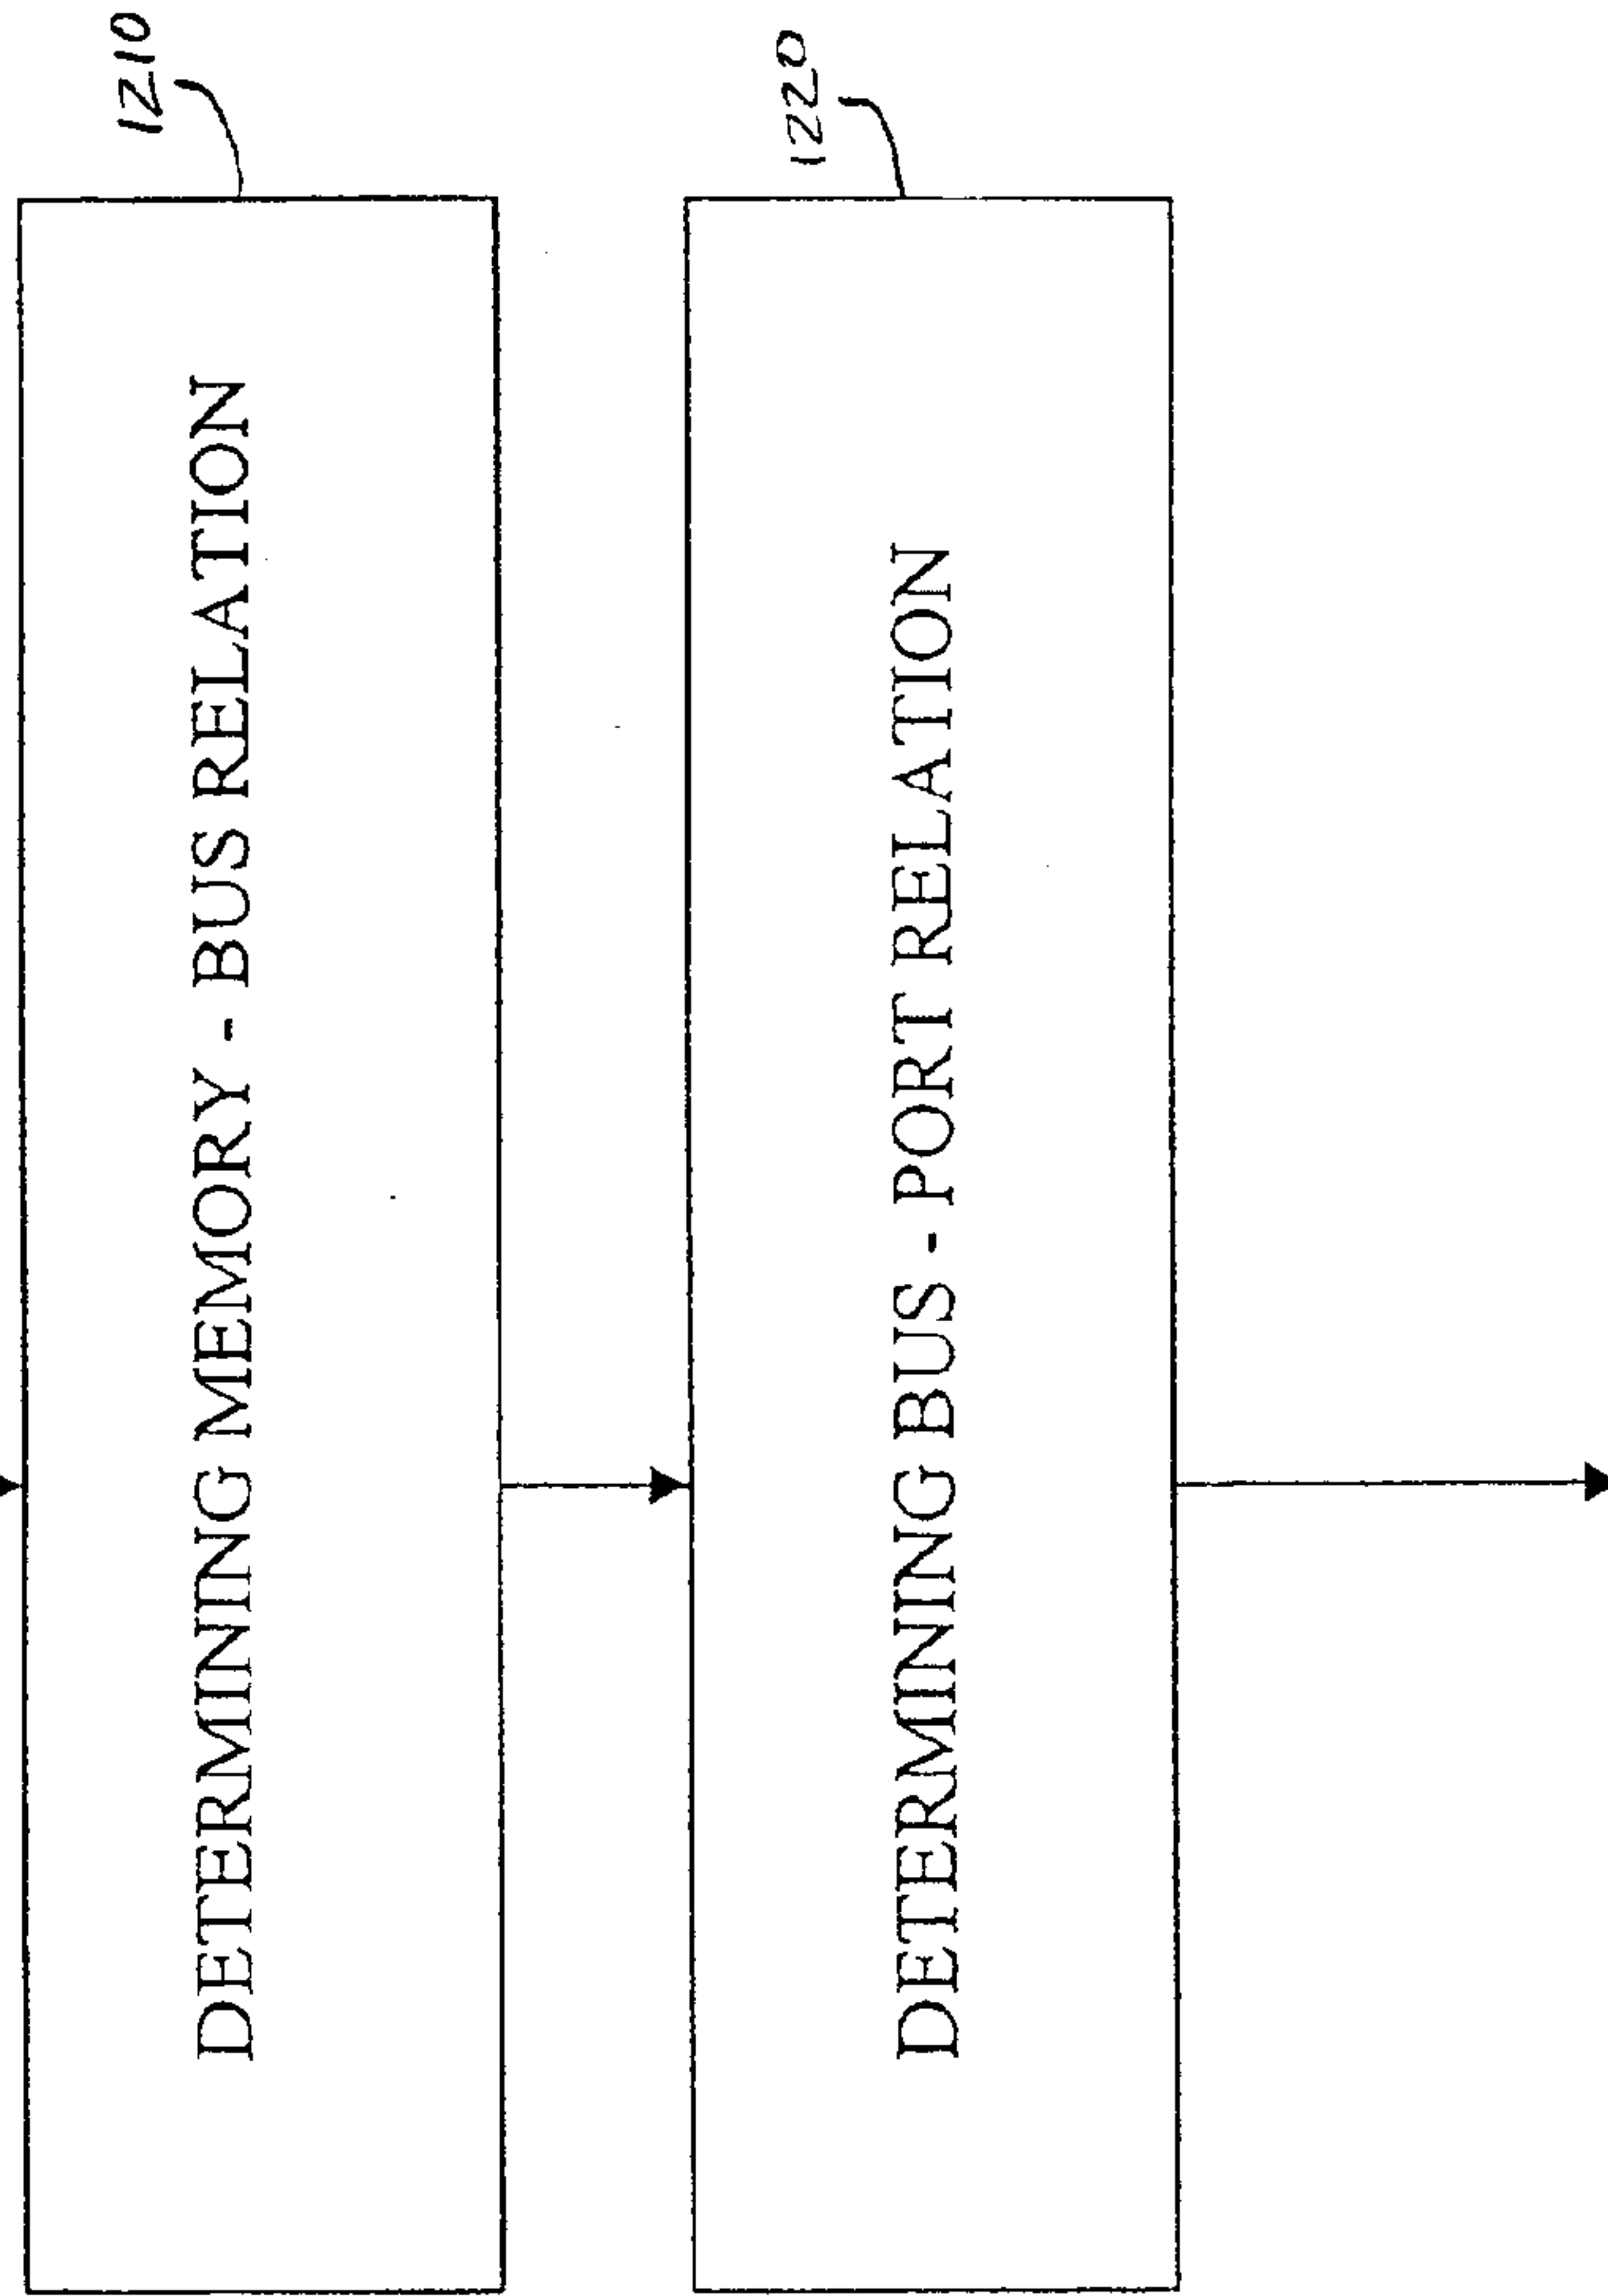 1210
DETERMINING MEMORY - BUS RELATION
1220
DETERMINING BUS - PORT RELATION